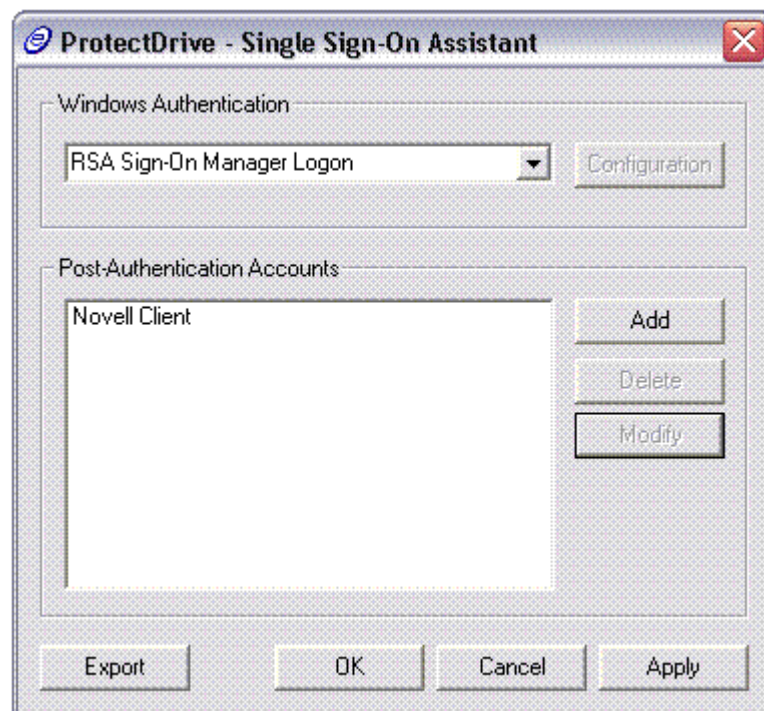 ProtectDrive - Single Sign-On Assistant
Windows Authentication
RSA Sign-On Manager Logon
Configuration
Post-Authentication Accounts
Novell Client
Add
Delete
Modify
Export
OK
Cancel
Apply